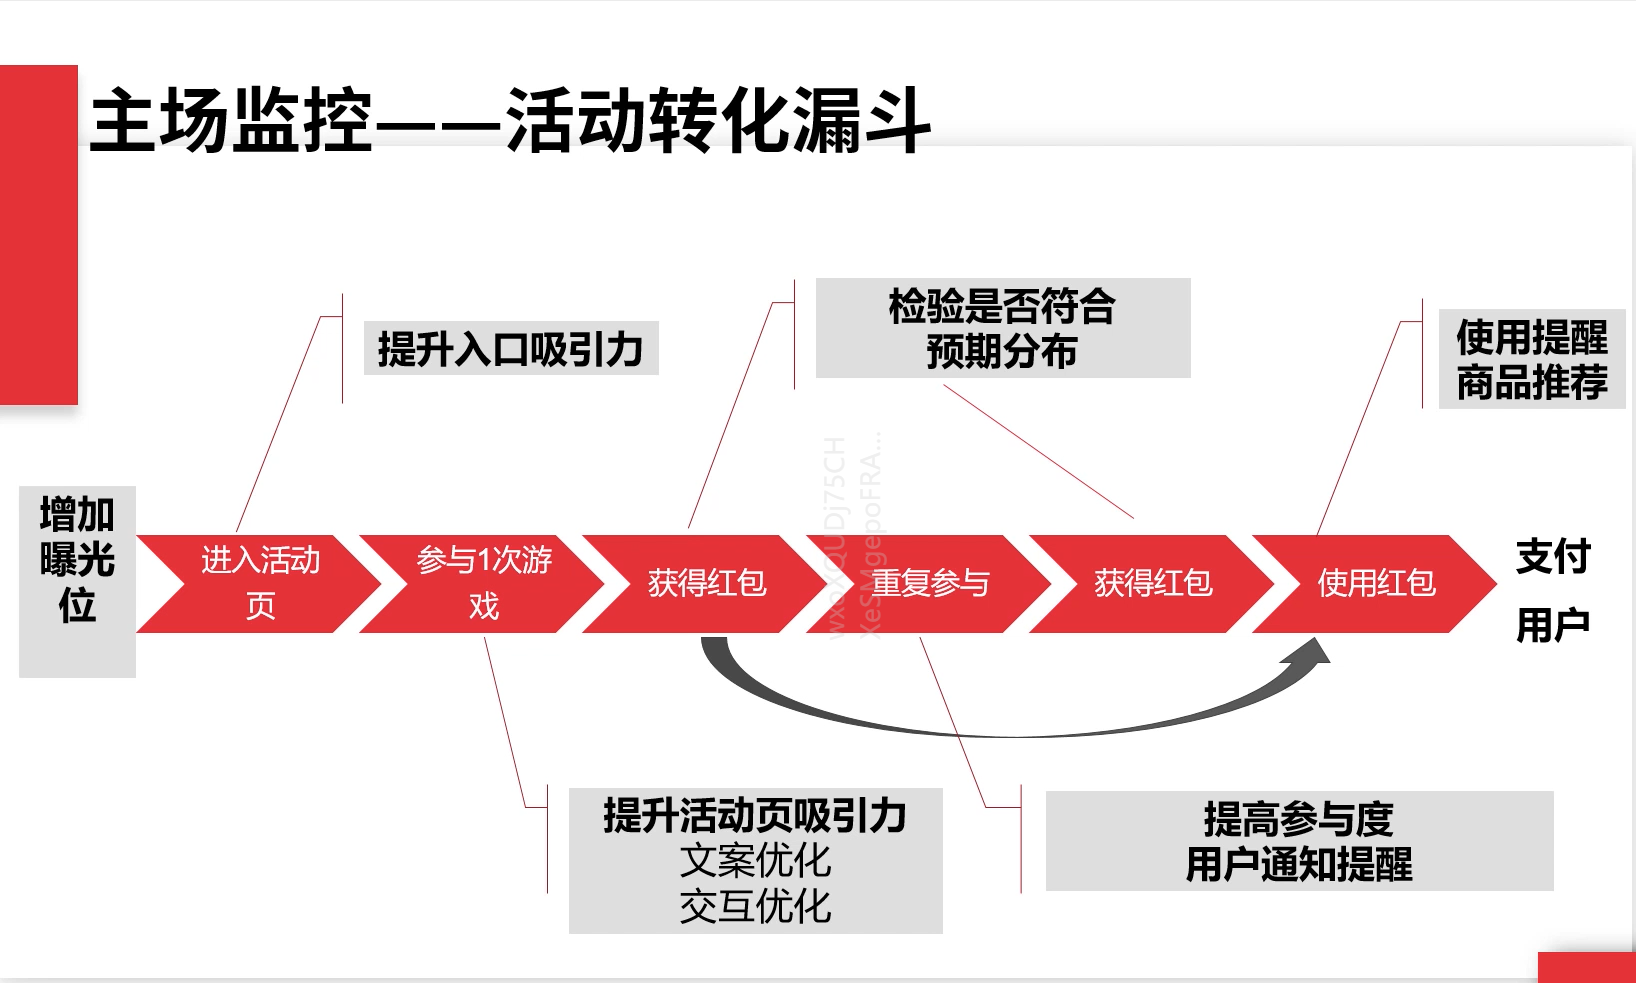 主场监控——活动转化漏斗
提升入口吸引力
检验是否符合
预期分布
使用提醒
商品推荐
增加
曝光
位
进入活动
页
参与1次游
戏
获得红包
重复参与
获得红包
使用红包
支付
用户
wxoxQUDj75CH
XeSMgepoFRA...
提升活动页吸引力
文案优化
交互优化
提高参与度
用户通知提醒